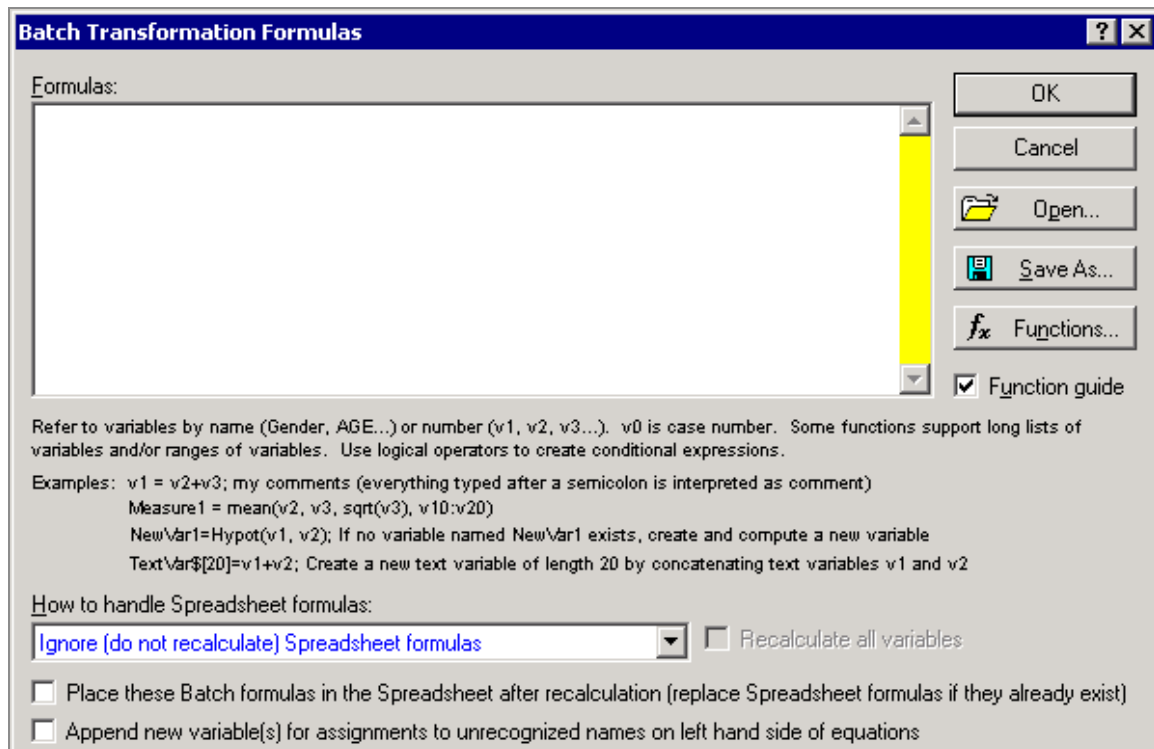 Batch Transformation Formulas
Formulas:
OK
Cancel
Open...
Save As...
fx Functions...
Function guide
Refer to variables by name (Gender, AGE...) or number (v1, v2, v3...). v0 is case number. Some functions support long lists of
variables and/or ranges of variables. Use logical operators to create conditional expressions.
Examples: v1 = v2+v3; my comments (everything typed after a semicolon is interpreted as comment)
Measure1 = mean(v2, v3, sqrt(v3), v10:v20)
NewVar1=Hypot(v1, v2); If no variable named NewVar1 exists, create and compute a new variable
TextVar$[20]=v1+v2; Create a new text variable of length 20 by concatenating text variables v1 and v2
How to handle Spreadsheet formulas:
Ignore (do not recalculate) Spreadsheet formulas
Recalculate all variables
Place these Batch formulas in the Spreadsheet after recalculation (replace Spreadsheet formulas if they already exist)
Append new variable(s) for assignments to unrecognized names on left hand side of equations